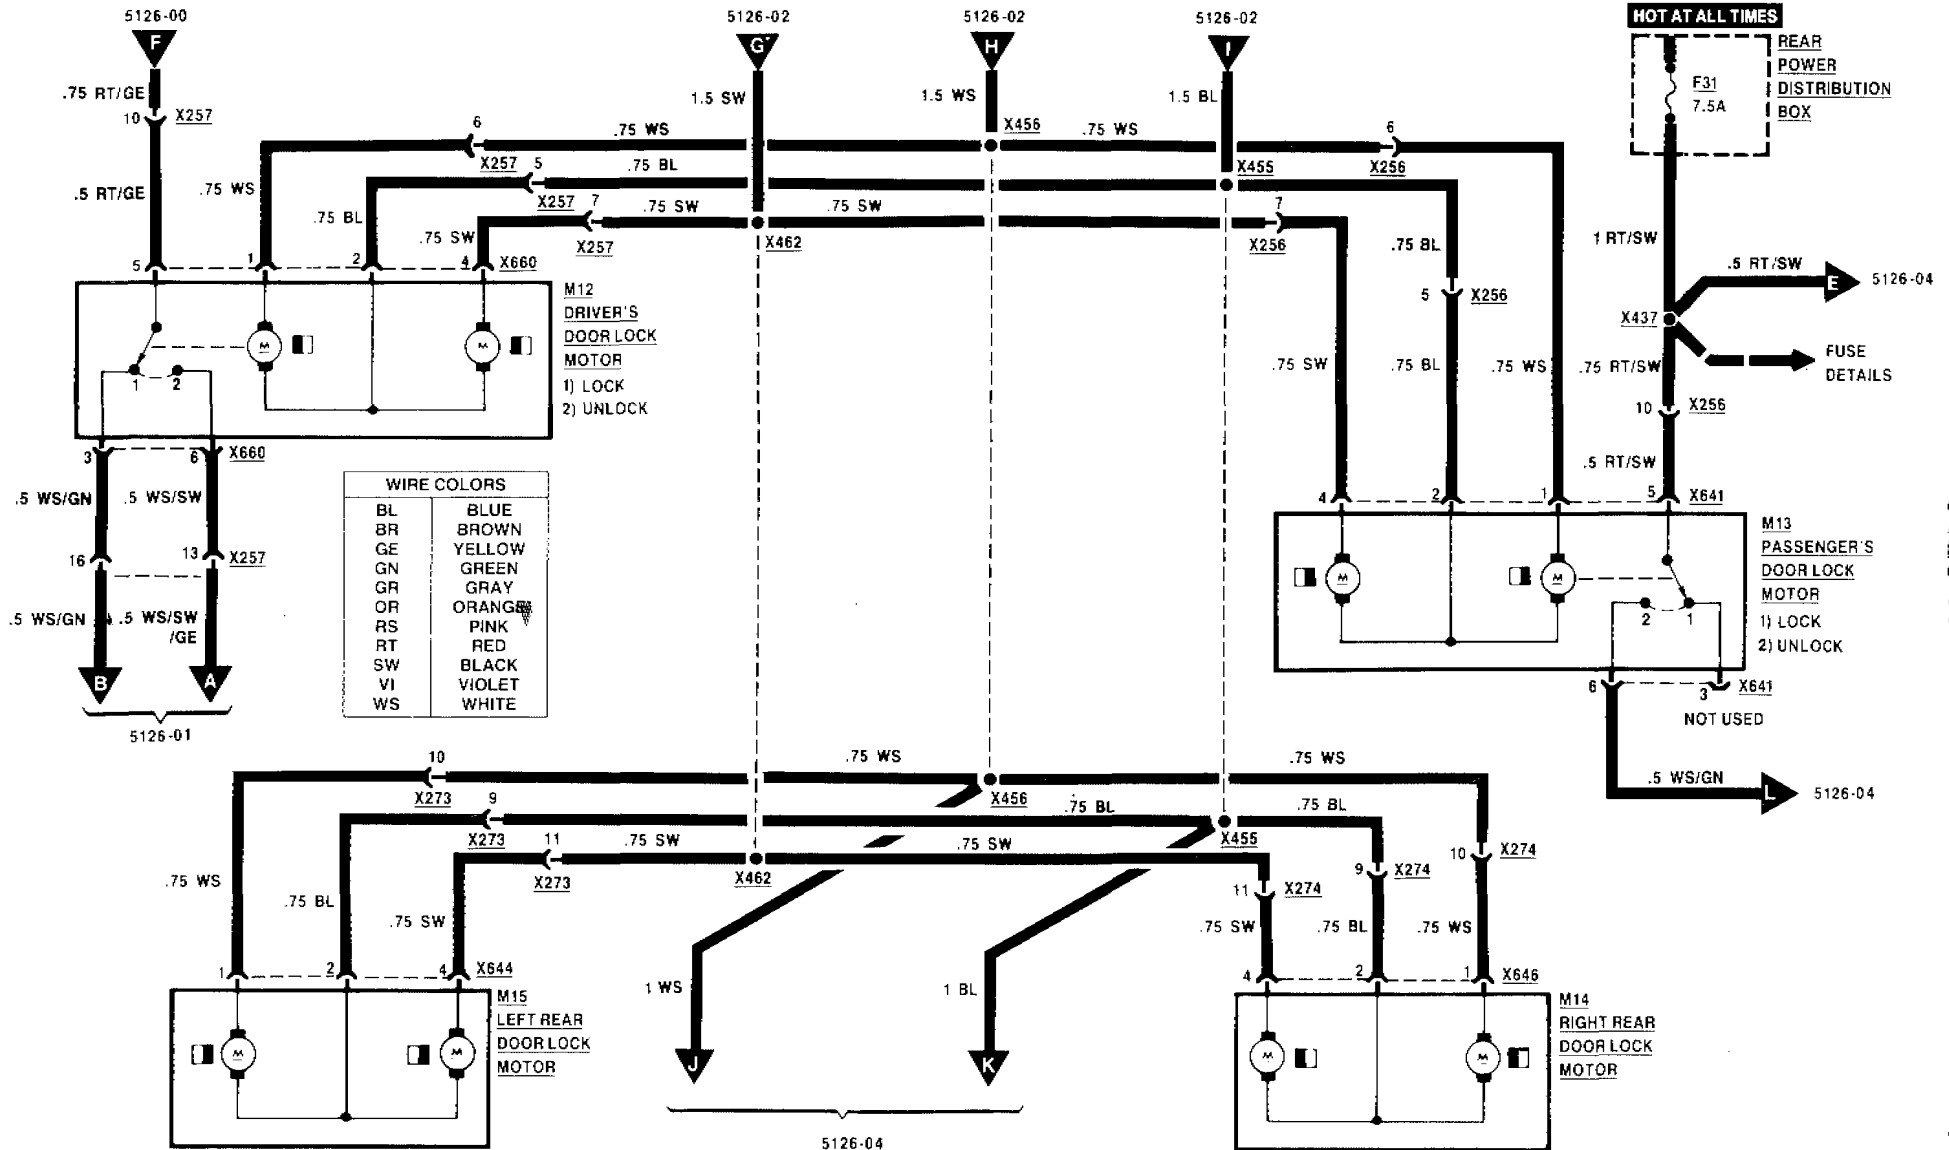 5126-00
5126-02
5126-02
5126-02
HOT AT ALL TIMES
F
G
H
I
REAR
POWER
DISTRIBUTION
BOX
F31
7.5A
.75 RT/GE
1.5 SW
1.5 WS
1.5 BL
10
X257
6
.75 WS
X456
.75 WS
6
X257
5
.75 BL
X455
X256
.5 RT/GE
.75 WS
X257
7
.75 SW
.75 SW
7
.75 BL
.75 SW
X257
X462
X256
.75 BL
1 RT/SW
.5 RT/SW
E
5126-04
5
1
2
4
X660
5
X256
M12
DRIVER'S
DOOR LOCK
MOTOR
1) LOCK
2) UNLOCK
M
M
1
2
X437
FUSE
DETAILS
.75 SW
.75 BL
.75 WS
.75 RT/SW
10
X256
3
6
X660
.5 RT/SW
.5 WS/GN
.5 WS/SW
4
2
1
5
X641
WIRE COLORS
BL BLUE
BR BROWN
GE YELLOW
GN GREEN
GR GRAY
OR ORANGE
RS PINK
RT RED
SW BLACK
VI VIOLET
WS WHITE
M13
PASSENGER'S
DOOR LOCK
MOTOR
1) LOCK
2) UNLOCK
M
M
2
1
16
13
X257
.5 WS/GN
.5 WS/SW
/GE
B
A
5126-01
6
3
X641
NOT USED
.5 WS/GN
L
5126-04
10
.75 WS
.75 WS
X273
9
X456
.75 BL
.75 BL
X273
11
.75 SW
.75 SW
X455
10
X274
X273
X462
9
X274
11
X274
.75 WS
.75 BL
.75 SW
.75 SW
.75 BL
.75 WS
1
2
4
X644
4
2
1
X646
1 WS
1 BL
M15
LEFT REAR
DOOR LOCK
MOTOR
M
M
M14
RIGHT REAR
DOOR LOCK
MOTOR
M
M
J
K
5126-04